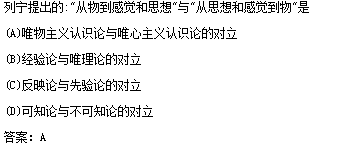 列宁提出的:“从物到感觉和思想“与“从思想和感觉到物“是
(A)唯物主义认识论与唯心主义认识论的对立
(B)经验论与唯理论的对立
(C)反映论与先验论的对立
(D)可知论与不可知论的对立
答案: A